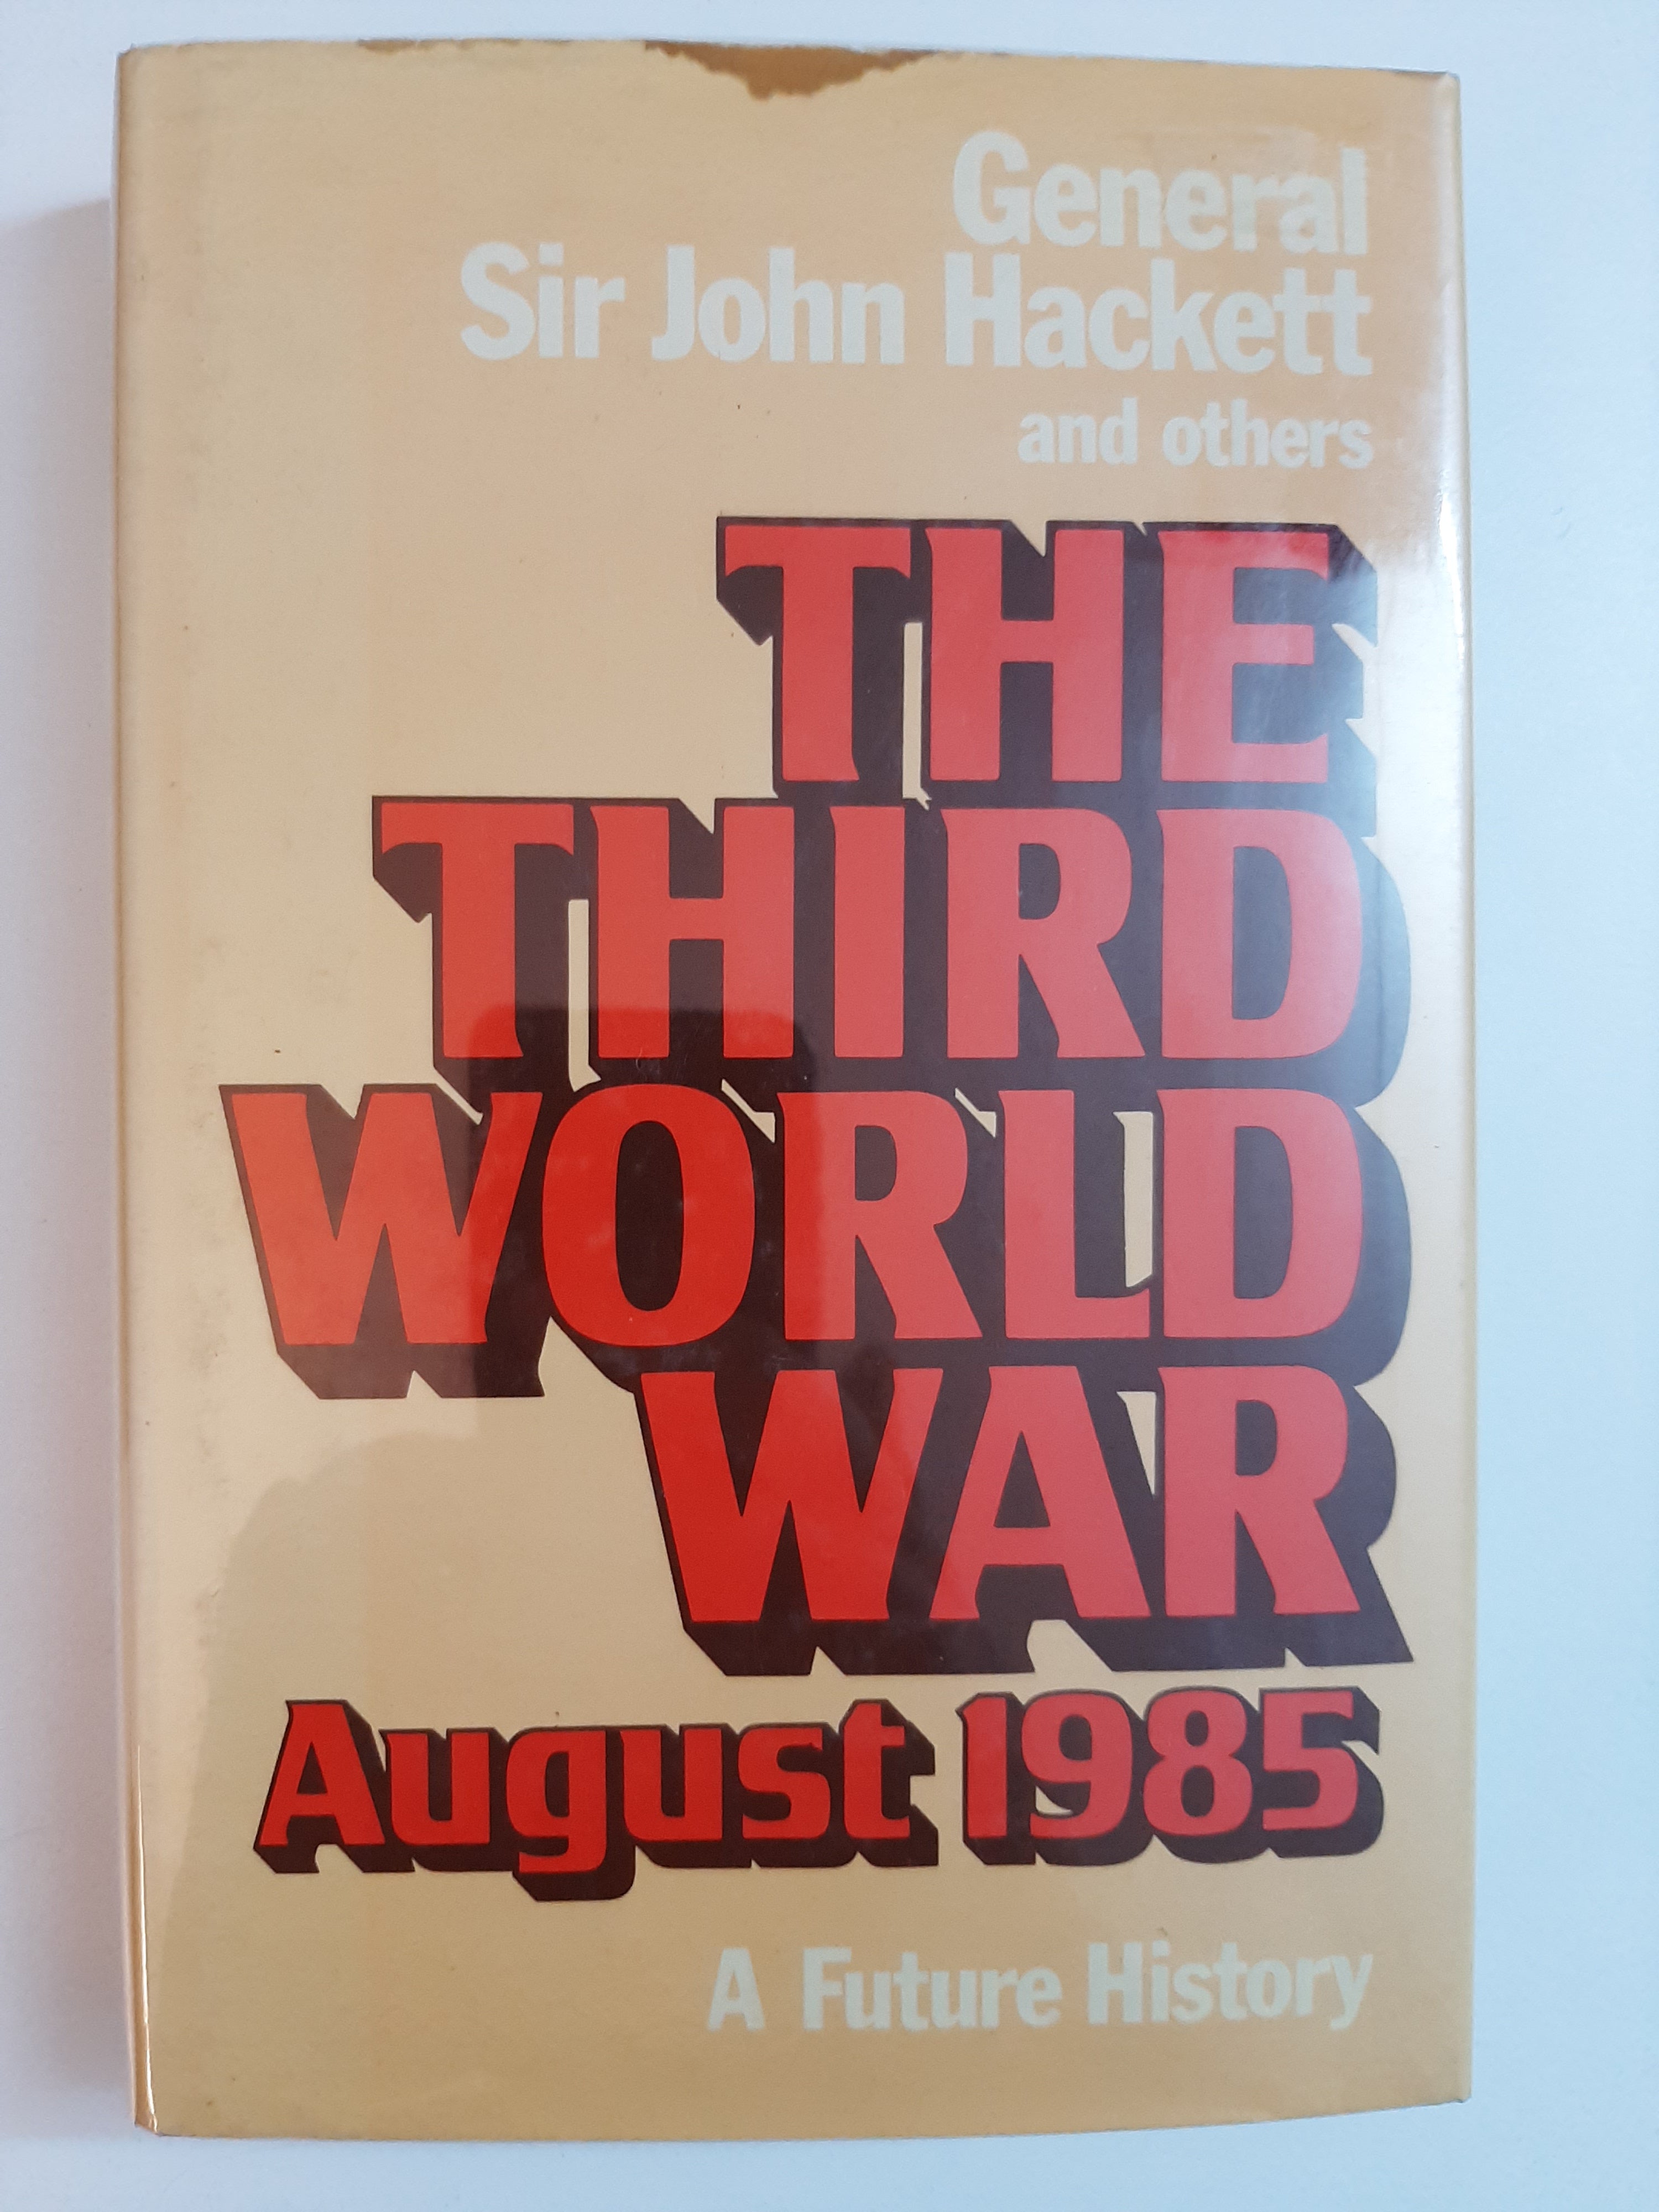 General
Sir John Hackett
and others
THE
THIRD
WORLD
WAR
August 1985
A Future History